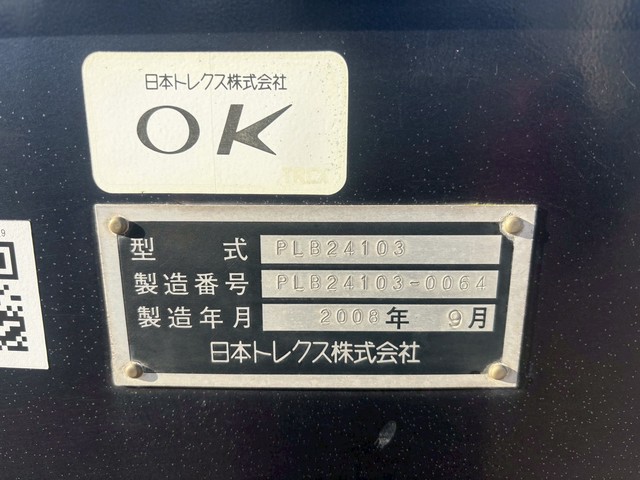 日本トレクス株式会社
OK
TREX
型 式 PLB24103
製造番号 PLB24103-0064
製造年月 2008年 9月
日本トレクス株式会社
9